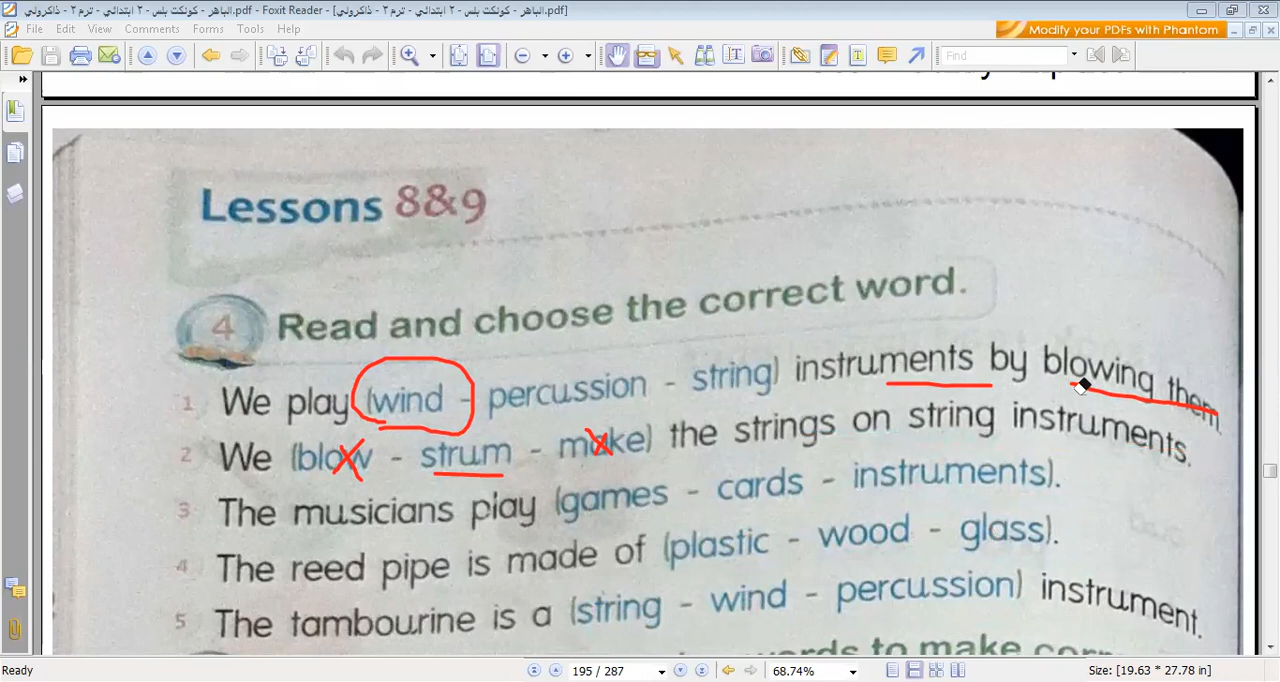 الباهر - كونكت بلس - ٢ ابتدائي - ترم ٢ - ذاكرولي.pdf - Foxit Reader - [الباهر - كونكت بلس - ٢ ابتدائي - ترم ٢ - ذاكرولي.pdf]
File Edit View Comments Forms Tools Help
Modify your PDFs with Phantom
Find
Lessons 8&9
4 Read and choose the correct word.
1 We play (wind - percussion - string) instruments by blowing them.
2 We (blow - strum - make) the strings on string instruments.
3 The musicians play (games - cards - instruments).
4 The reed pipe is made of (plastic - wood - glass).
5 The tambourine is a (string - wind - percussion) instrument.
words to make
Ready 195 / 287 68.74% Size: [19.63 * 27.78 in]